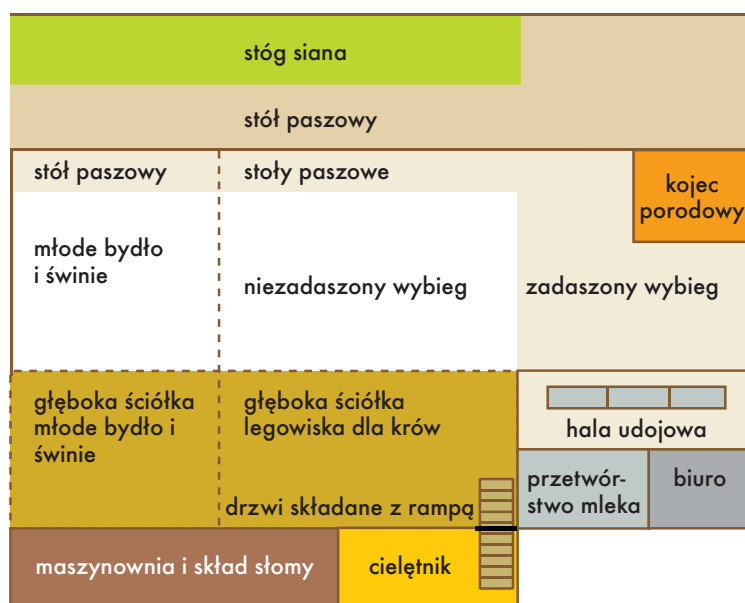 stóg siana
stół paszowy
stół paszowy
stoły paszowe
kojec
porodowy
młode bydło
i świnie
niezadaszony wybieg
zadaszony wybieg
głęboka ściółka
młode bydło i
świnie
głęboka ściółka
legowiska dla krów
hala udojowa
drzwi składane z rampą
przetwór-
stwo mleka
biuro
maszynownia i skład słomy
cielętnik